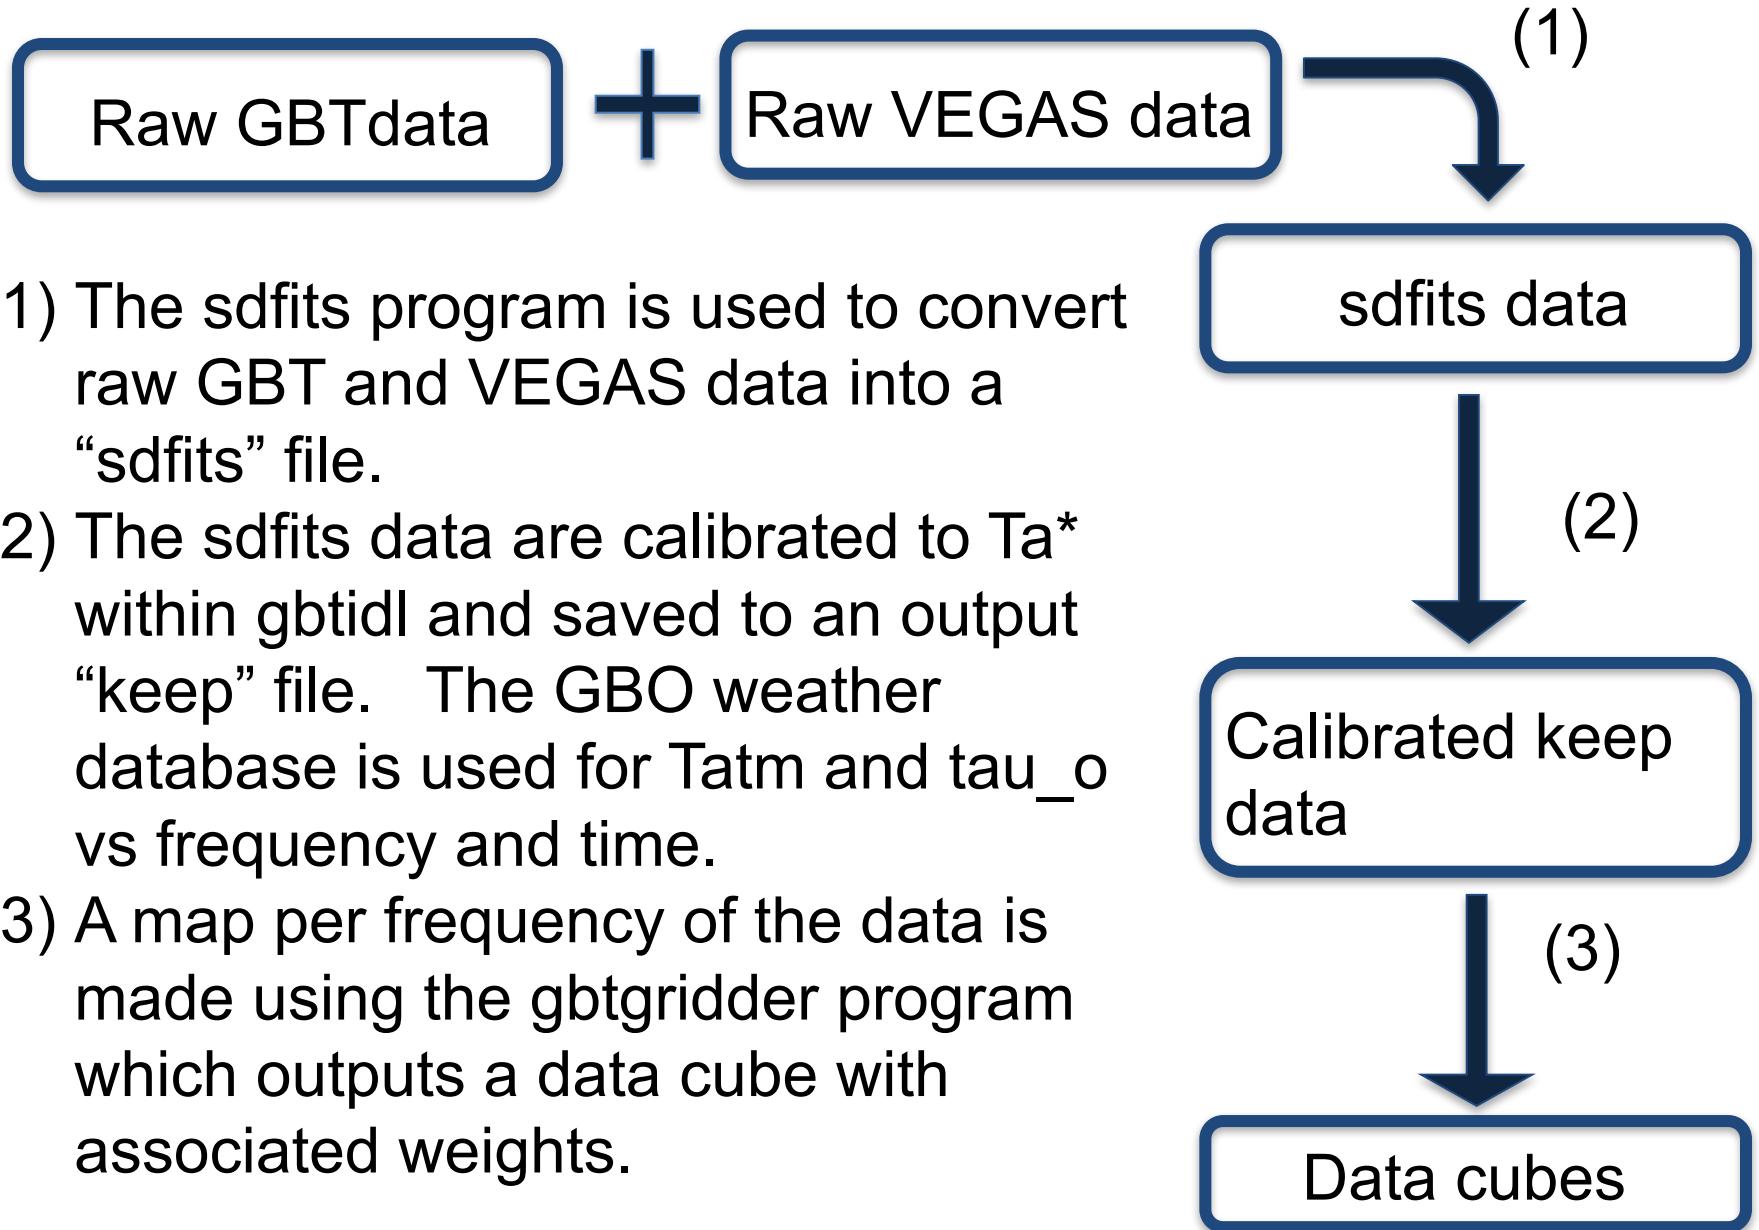 Raw GBTdata
Raw VEGAS data
(1)
sdfits data
1) The sdfits program is used to convert
raw GBT and VEGAS data into a
“sdfits” file.
2) The sdfits data are calibrated to Ta*
within gbtidl and saved to an output
“keep” file.   The GBO weather
database is used for Tatm and tau_o
vs frequency and time.
3) A map per frequency of the data is
made using the gbtgridder program
which outputs a data cube with
associated weights.
(2)
Calibrated keep
data
(3)
Data cubes